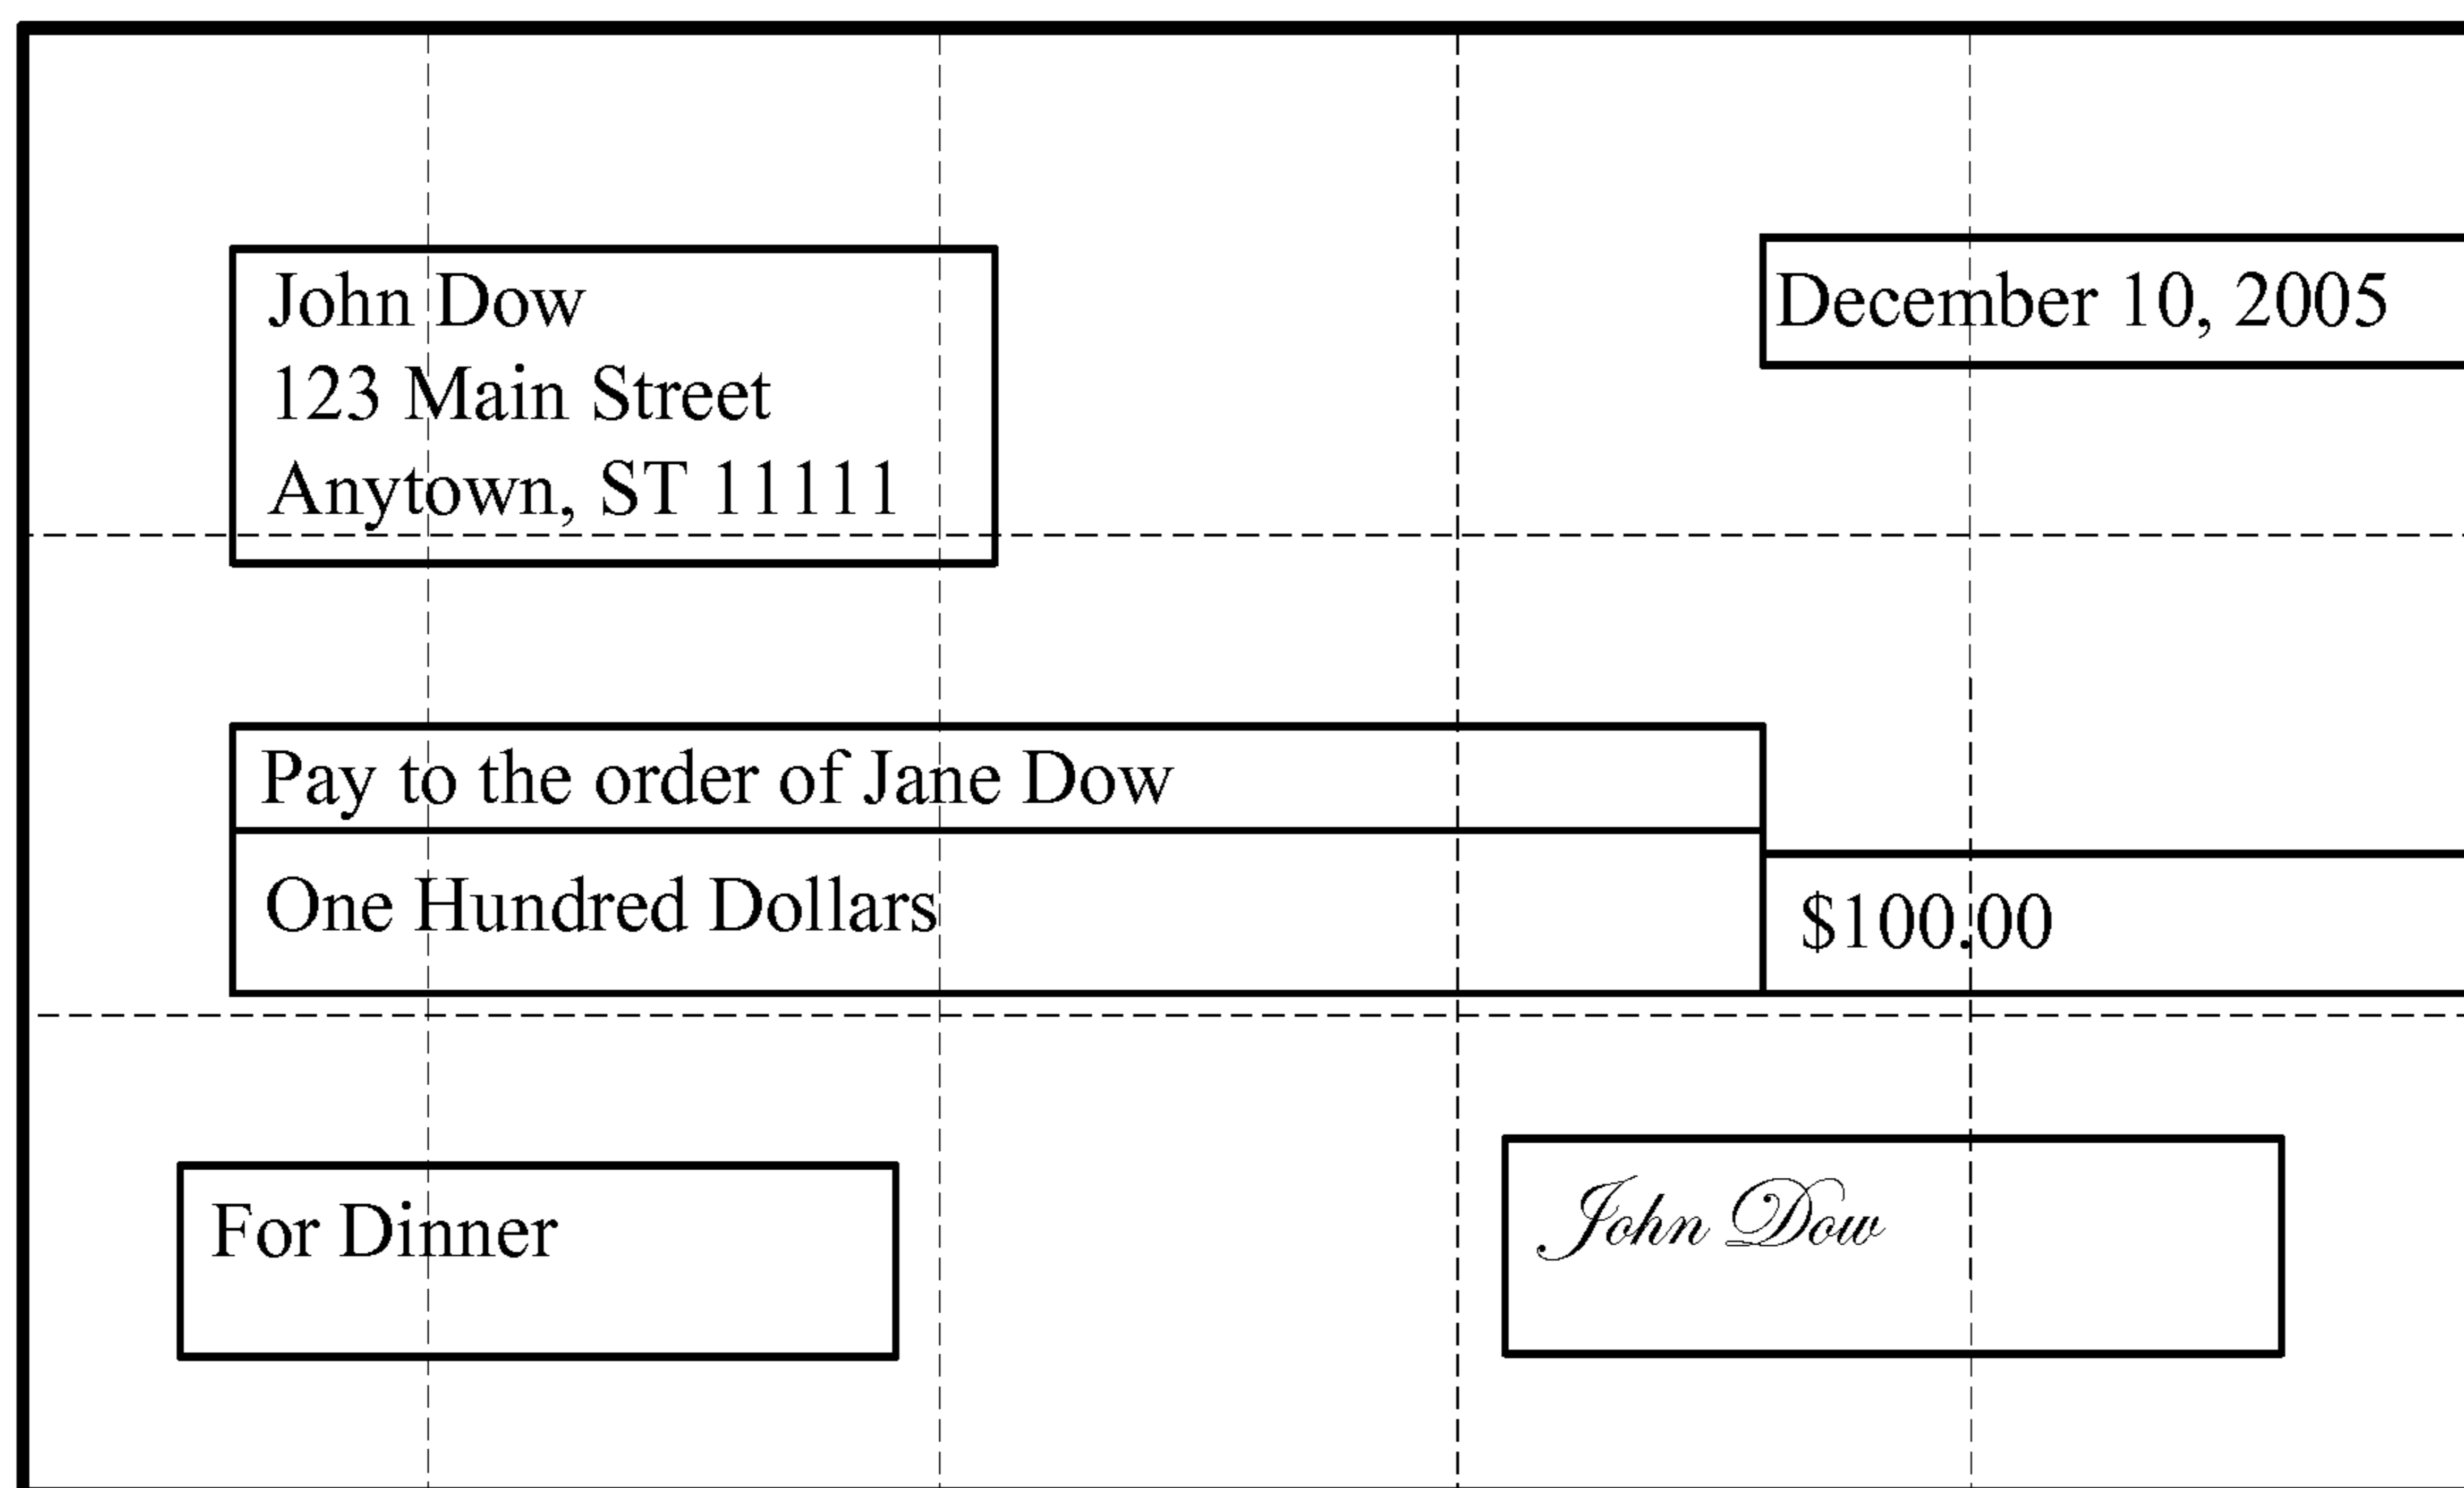 John Dow
123 Main Street
Anytown, ST 11111
December 10, 2005
Pay to the order of Jane Dow
One Hundred Dollars
$100.00
For Dinner
John Dow